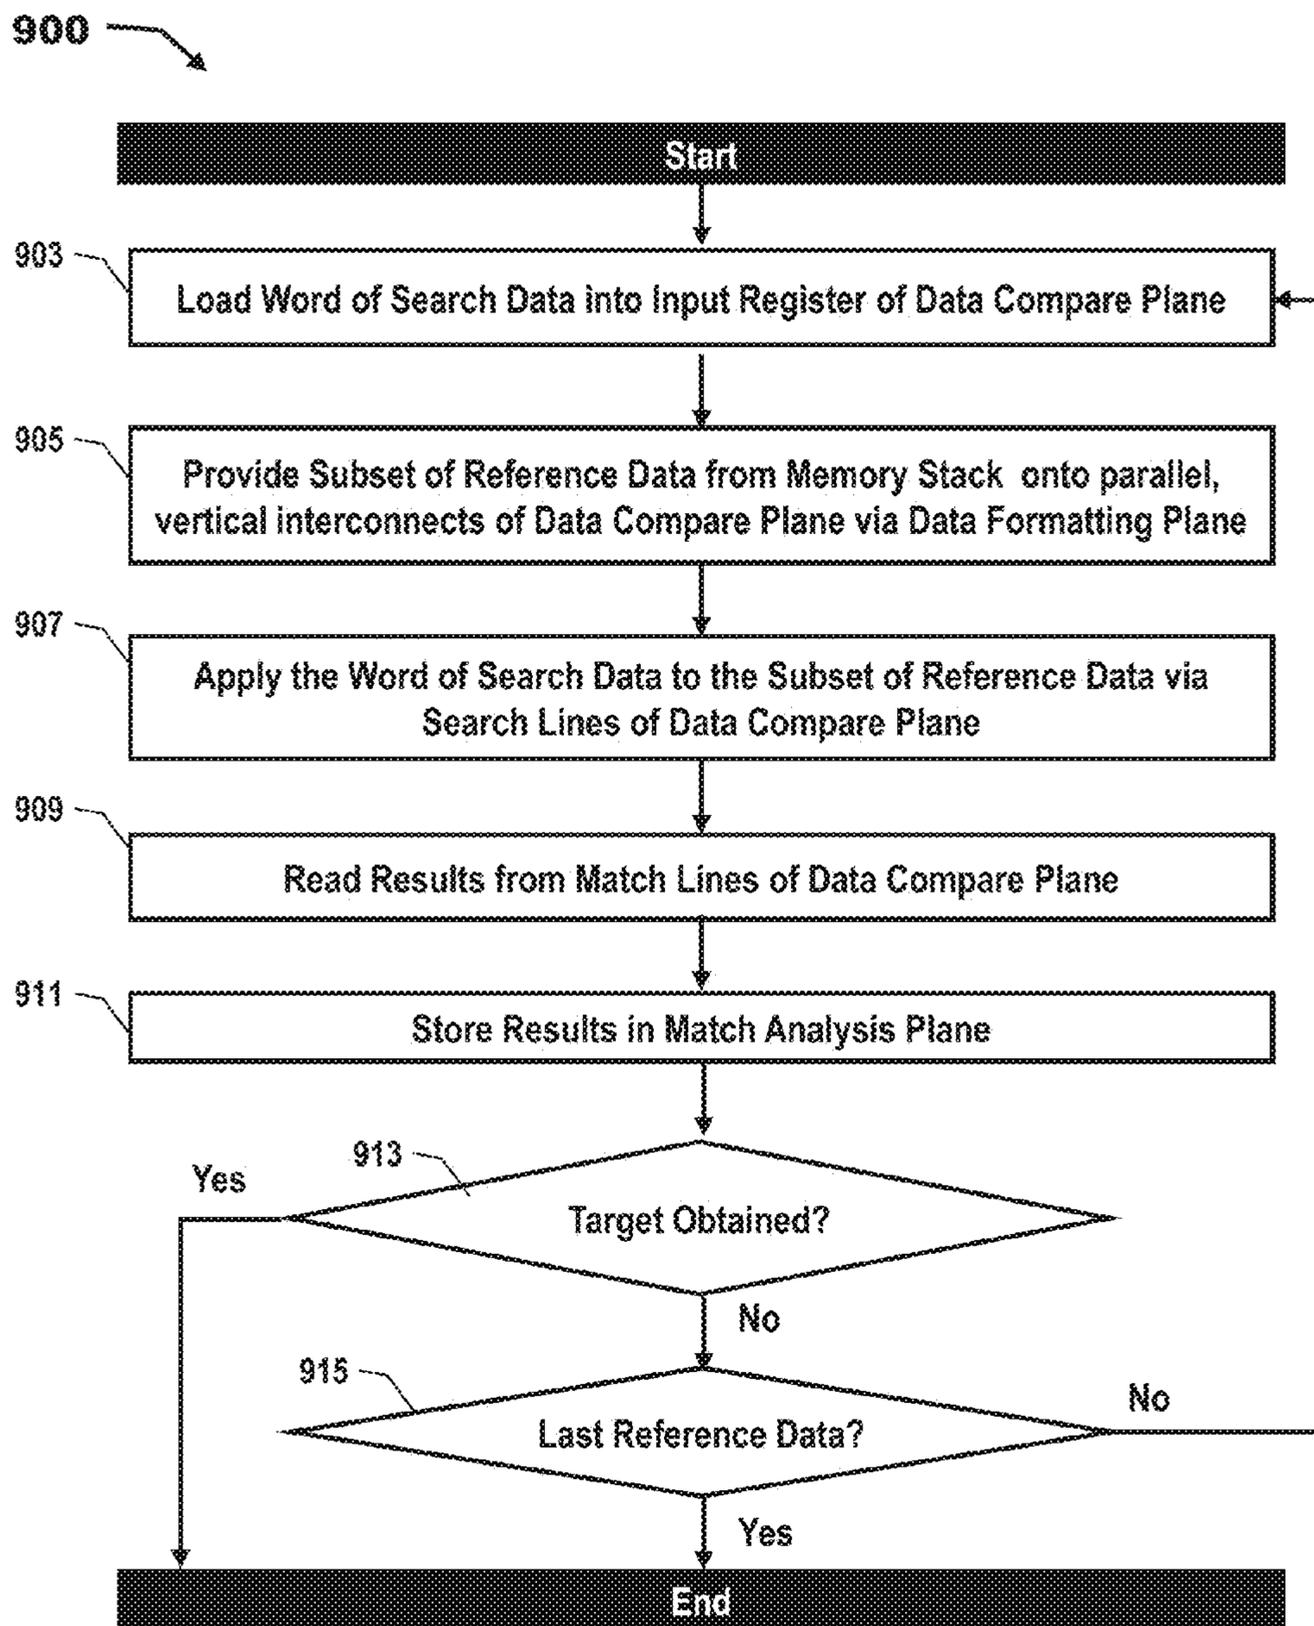 900
Start
903
Load Word of Search Data into Input Register of Data Compare Plane
905
Provide Subset of Reference Data from Memory Stack onto parallel,
vertical interconnects of Data Compare Plane via Data Formatting Plane
907
Apply the Word of Search Data to the Subset of Reference Data via
Search Lines of Data Compare Plane
909
Read Results from Match Lines of Data Compare Plane
911
Store Results in Match Analysis Plane
913
Yes
Target Obtained?
No
915
No
Last Reference Data?
Yes
End